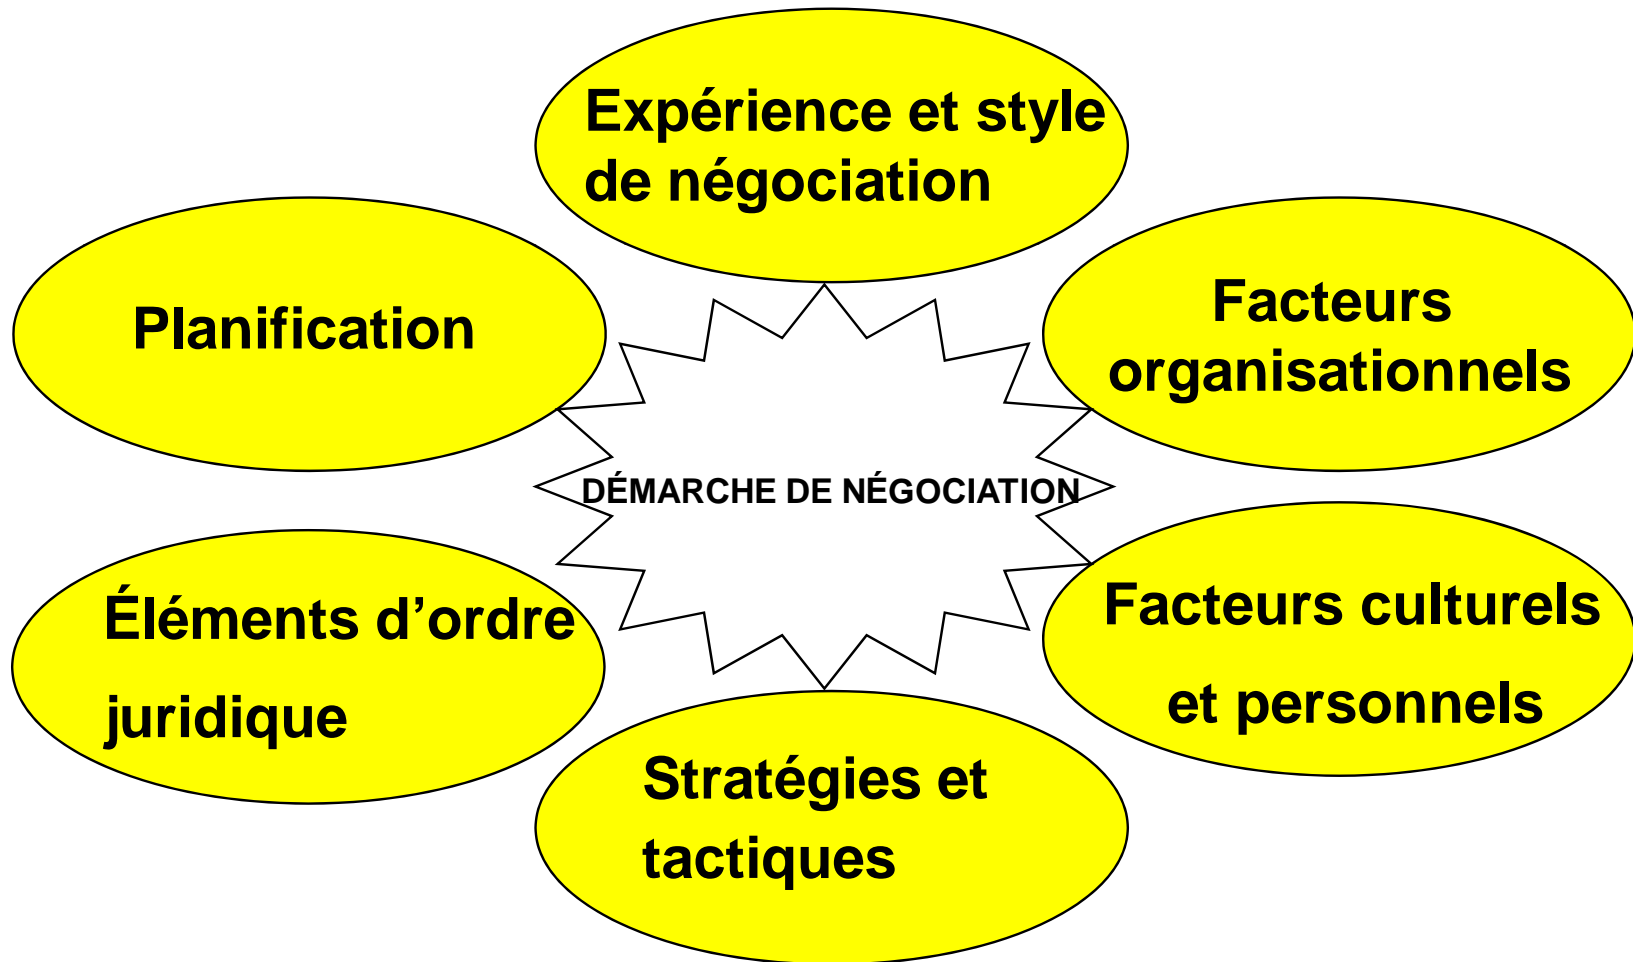 Expérience et style
de négociation
Planification
Facteurs
organisationnels
DÉMARCHE DE NÉGOCIATION
Éléments d’ordre
juridique
Facteurs culturels
et personnels
Stratégies et
tactiques